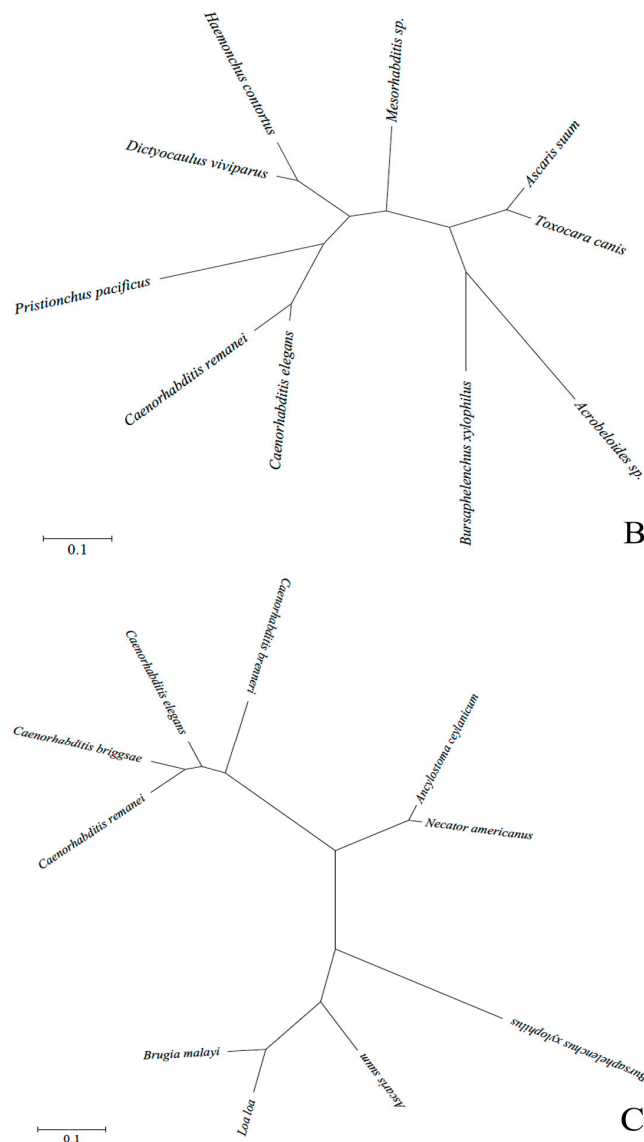 Haemonchus contortus
Mesorhabditis sp.
Ascaris suum
Dictyocaulus viviparus
Toxocara canis
Pristionchus pacificus
Caenorhabditis remanei
Caenorhabditis elegans
Bursaphelenchus xylophilus
Acrobeloides sp.
0.1
B
Caenorhabditis brenneri
Caenorhabditis elegans
Caenorhabditis briggsae
Caenorhabditis remanei
Ancylostoma ceylanicum
Necator americanus
Bursaphelenchus xylophilus
Brugia malayi
Ascaris suum
Loa loa
0.1
C